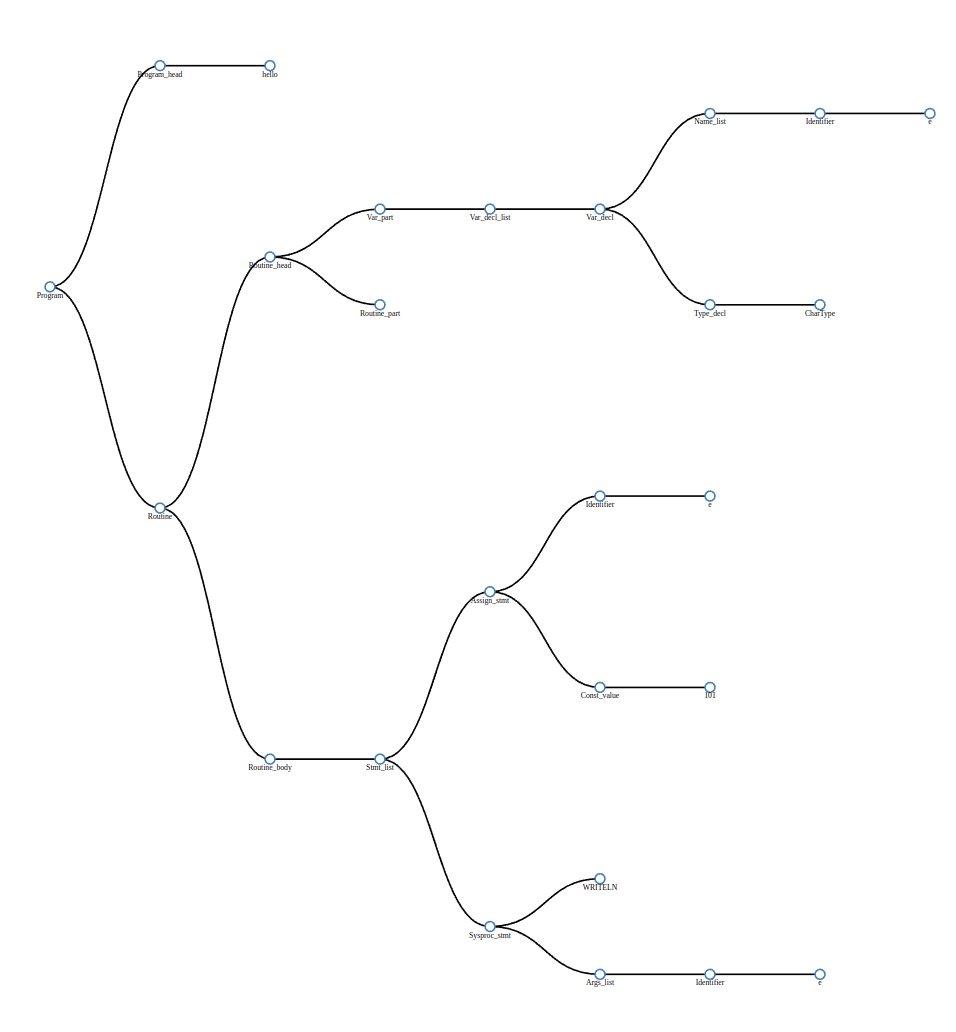 Program_head
hello
Name_list
Identifier
e
Var_part
Var_decl_list
Var_decl
Routine_head
Program
Routine_part
Type_decl
CharType
Identifier
e
Routine
Assign_stmt
Const_value
101
Routine_body
Stmt_list
WRITELN
Sysproc_stmt
Args_list
Identifier
e